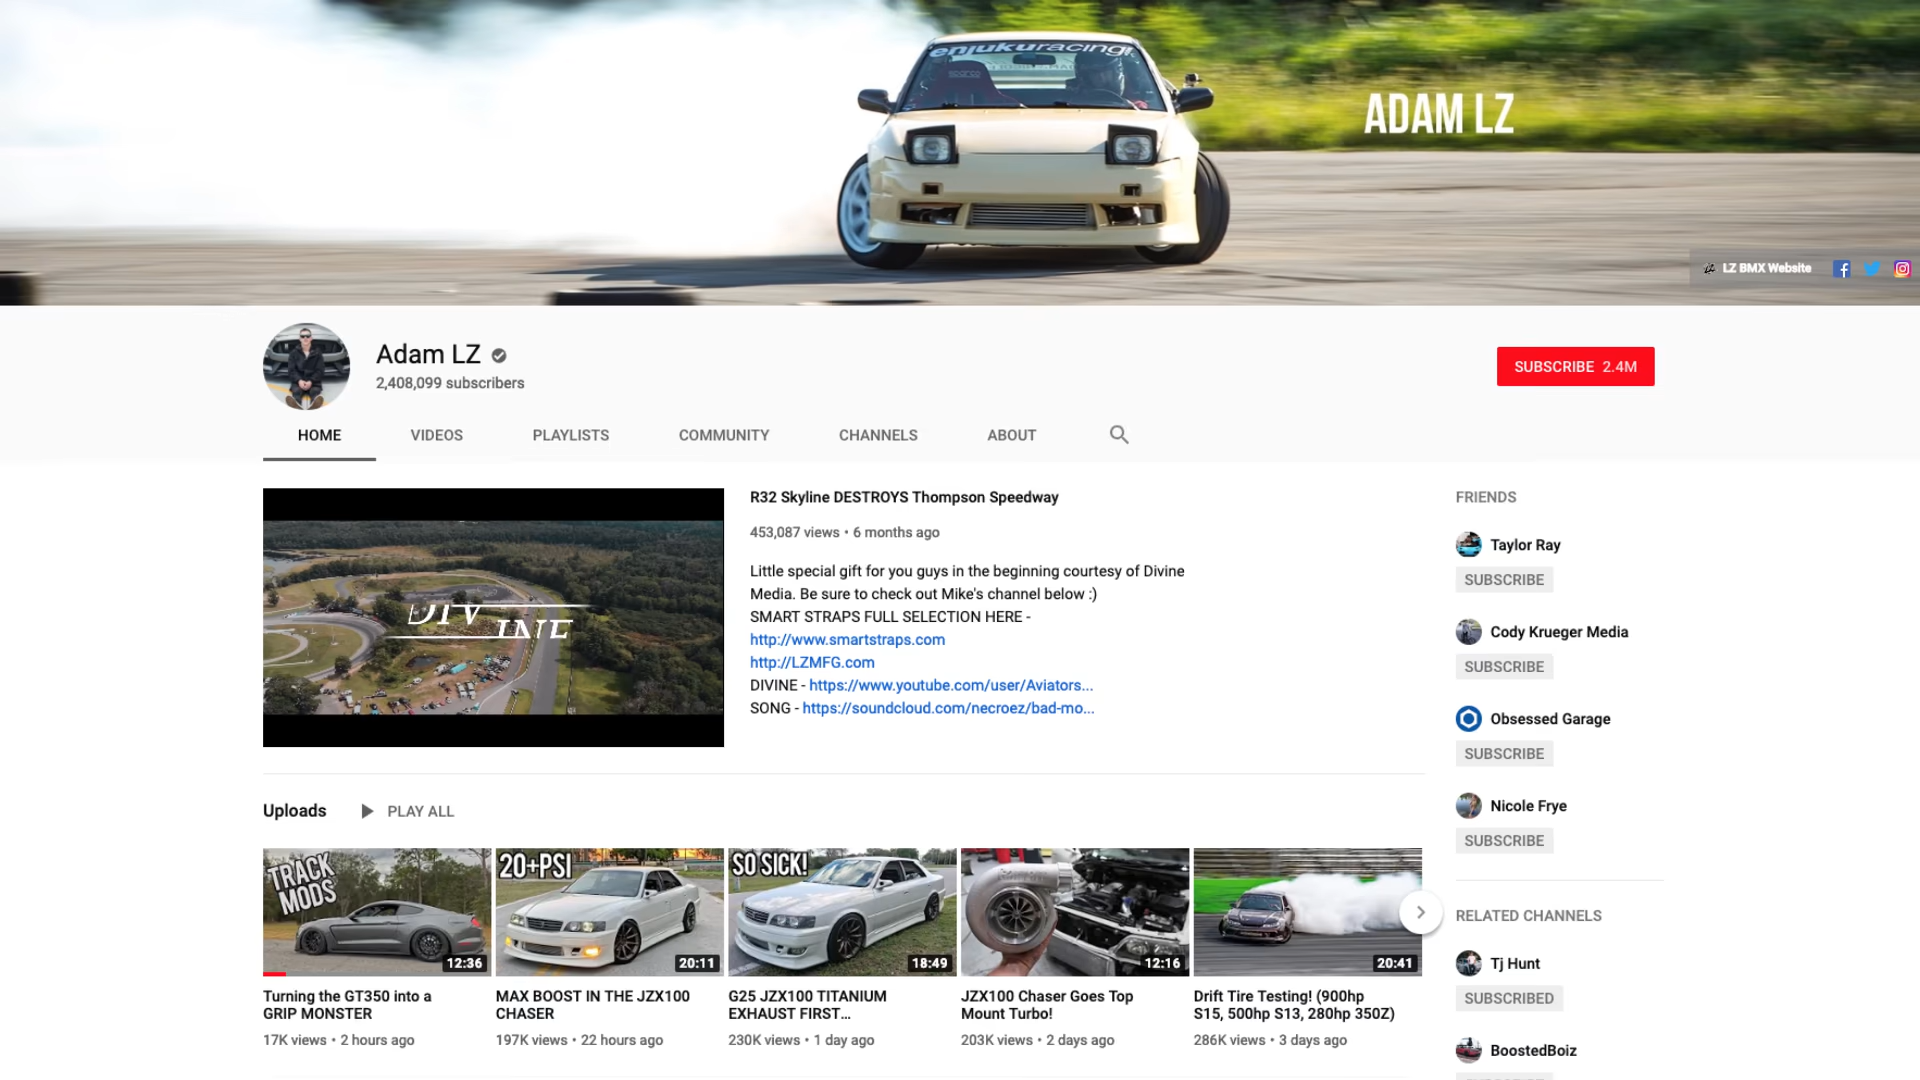 enjukuracing!
sparco
ADAM LZ
LZ BMX Website
Adam LZ
2,408,099 subscribers
SUBSCRIBE 2.4M
HOME
VIDEOS
PLAYLISTS
COMMUNITY
CHANNELS
ABOUT
DIVINE
R32 Skyline DESTROYS Thompson Speedway
453,087 views • 6 months ago
Little special gift for you guys in the beginning courtesy of Divine
Media. Be sure to check out Mike's channel below :)
SMART STRAPS FULL SELECTION HERE -
http://www.smartstraps.com
http://LZMFG.com
DIVINE - https://www.youtube.com/user/Aviators...
SONG - https://soundcloud.com/necroez/bad-mo...
FRIENDS
Taylor Ray
SUBSCRIBE
Cody Krueger Media
SUBSCRIBE
Obsessed Garage
SUBSCRIBE
Nicole Frye
SUBSCRIBE
Uploads
PLAY ALL
TRACK
MODS
12:36
Turning the GT350 into a
GRIP MONSTER
17K views • 2 hours ago
20+PSI
20:11
MAX BOOST IN THE JZX100
CHASER
197K views • 22 hours ago
SO SICK!
18:49
G25 JZX100 TITANIUM
EXHAUST FIRST...
230K views • 1 day ago
12:16
JZX100 Chaser Goes Top
Mount Turbo!
203K views • 2 days ago
20:41
Drift Tire Testing! (900hp
S15, 500hp S13, 280hp 350Z)
286K views • 3 days ago
RELATED CHANNELS
Tj Hunt
SUBSCRIBED
BoostedBoiz